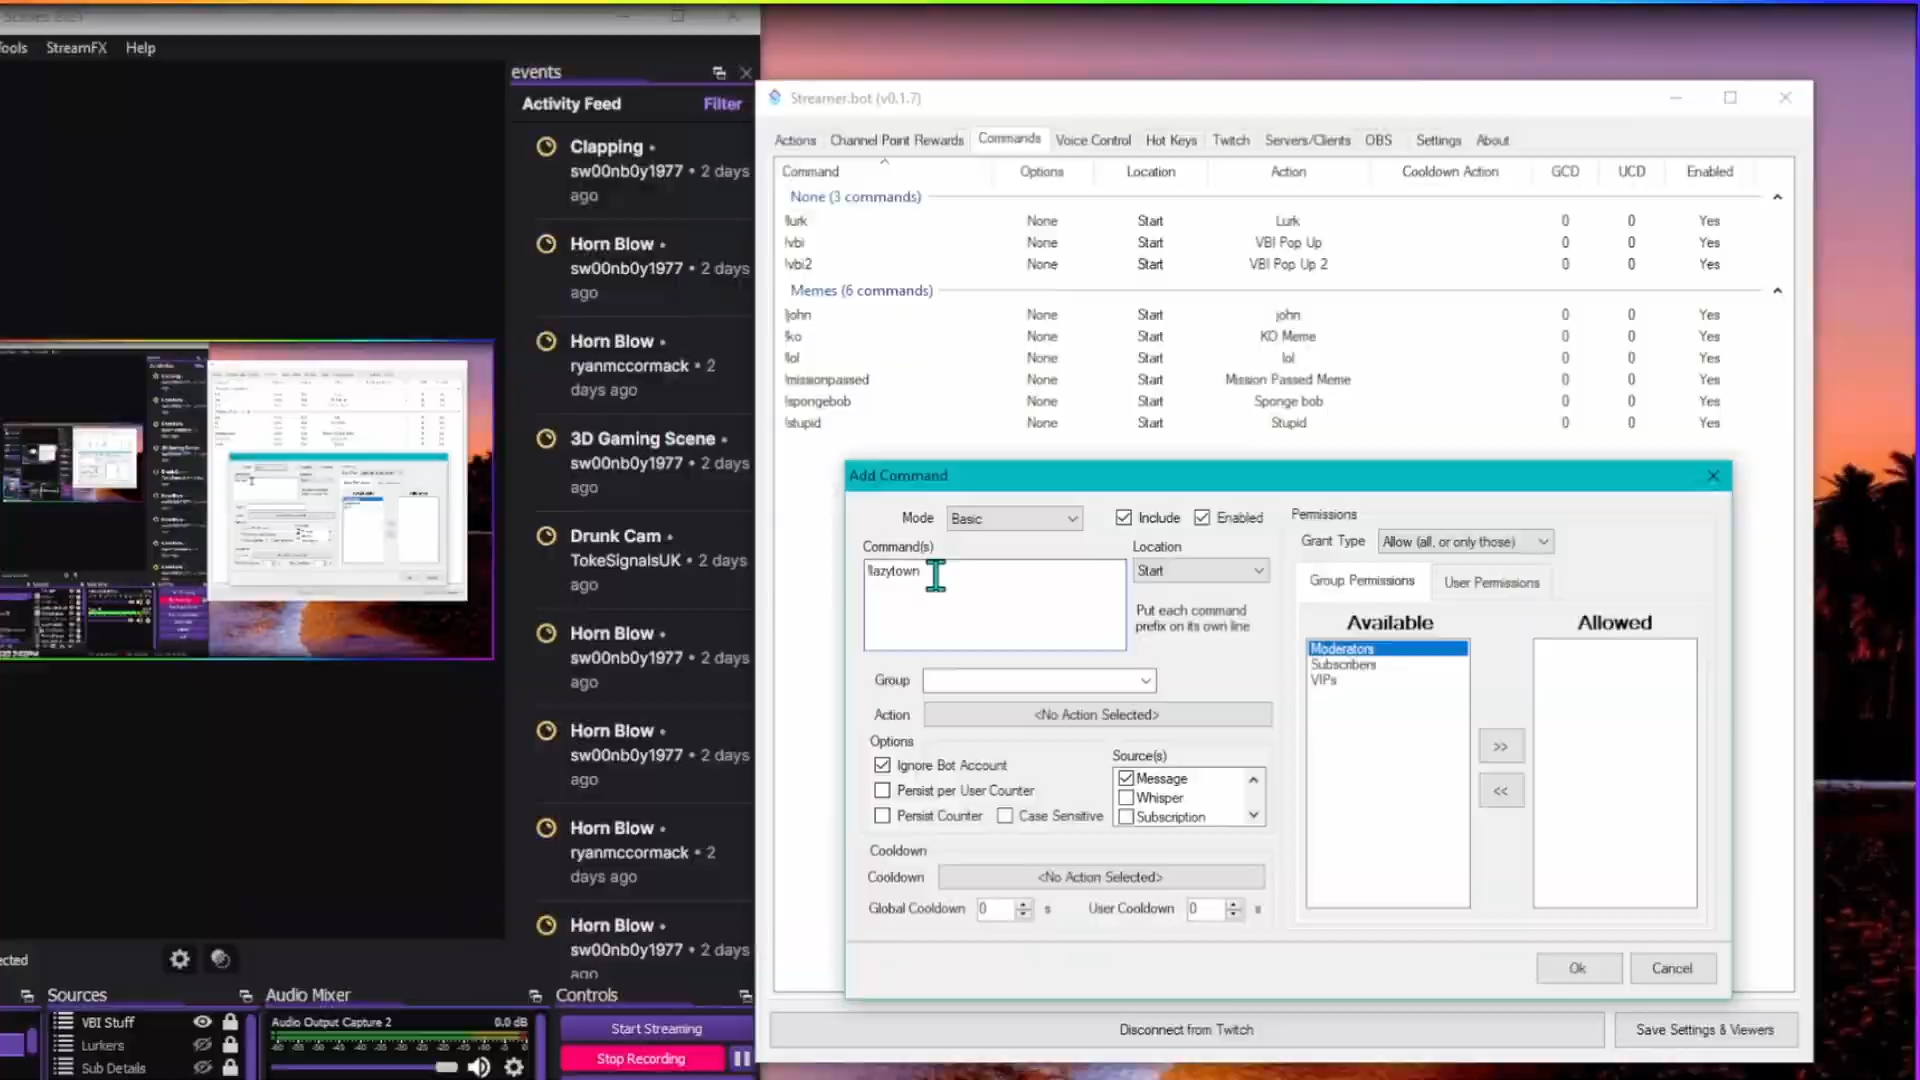 Tools StreamFX Help
events
Activity Feed Filter
Clapping •
sw00nb0y1977 • 2 days
ago
Horn Blow •
sw00nb0y1977 • 2 days
ago
Horn Blow •
ryanmccormack • 2
days ago
3D Gaming Scene •
sw00nb0y1977 • 2 days
ago
Drunk Cam •
TokeSignalsUK • 2 days
ago
Horn Blow •
sw00nb0y1977 • 2 days
ago
Horn Blow •
sw00nb0y1977 • 2 days
ago
Horn Blow •
ryanmccormack • 2
days ago
Horn Blow •
sw00nb0y1977 • 2 days
ago
Sources Audio Mixer Controls
VBI Stuff
Lurkers
Sub Details
Audio Output Capture 2 0.0 dB
Start Streaming
Stop Recording
Streamer.bot (v0.1.7)
Actions Channel Point Rewards Commands Voice Control Hot Keys Twitch Servers/Clients OBS Settings About
Command Options Location Action Cooldown Action GCD UCD Enabled
None (3 commands)
!lurk None Start Lurk 0 0 Yes
!vbi None Start VBI Pop Up 0 0 Yes
!vbi2 None Start VBI Pop Up 2 0 0 Yes
Memes (6 commands)
!john None Start john 0 0 Yes
!ko None Start KO Meme 0 0 Yes
!lol None Start lol 0 0 Yes
!missionpassed None Start Mission Passed Meme 0 0 Yes
!spongebob None Start Sponge bob 0 0 Yes
!stupid None Start Stupid 0 0 Yes
Add Command
Mode Basic Include Enabled
Command(s) Location
!lazytown
Start
Put each command
prefix on its own line
Group
Action <No Action Selected>
Options
Ignore Bot Account
Persist per User Counter
Persist Counter Case Sensitive
Source(s)
Message
Whisper
Subscription
Cooldown
Cooldown <No Action Selected>
Global Cooldown 0 s User Cooldown 0 s
Permissions
Grant Type Allow (all, or only those)
Group Permissions User Permissions
Available Allowed
Moderators
Subscribers
VIPs
>>
<<
Ok Cancel
Disconnect from Twitch Save Settings & Viewers